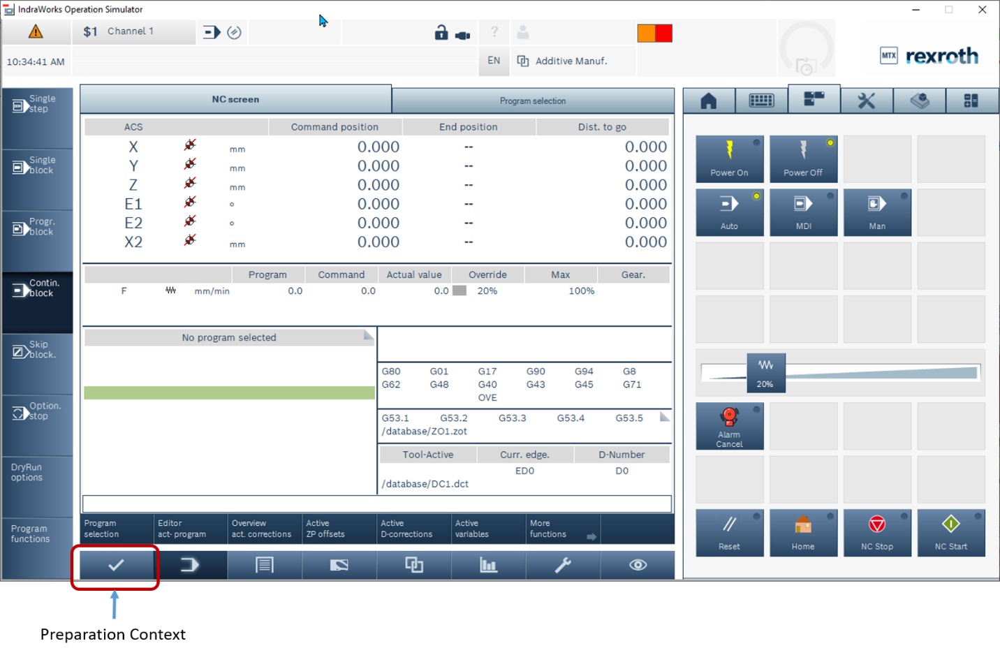 IndraWorks Operation Simulator
$1 Channel 1
?
10:34:41 AM
EN
Additive Manuf.
MTX rexroth
Single
step
Single
block
Progr.
block
Contin.
block
Skip
block.
Option.
stop
DryRun
options
Program
functions
NC screen
Program selection
ACS Command position End position Dist. to go
X mm 0.000 -- 0.000
Y mm 0.000 -- 0.000
Z mm 0.000 -- 0.000
E1 ° 0.000 -- 0.000
E2 ° 0.000 -- 0.000
X2 mm 0.000 -- 0.000
Program Command Actual value Override Max Gear.
F mm/min 0.0 0.0 0.0 20% 100%
No program selected
G80 G01 G17 G90 G94 G8
G62 G48 G40 G43 G45 G71
OVE
G53.1 G53.2 G53.3 G53.4 G53.5
/database/ZO1.zot
Tool-Active Curr. edge. D-Number
ED0 D0
/database/DC1.dct
Program
selection
Editor
act- program
Overview
act. corrections
Active
ZP offsets
Active
D-corrections
Active
variables
More
functions
Power On
Power Off
Auto
MDI
Man
20%
Alarm
Cancel
Reset
Home
NC Stop
NC Start
Preparation Context